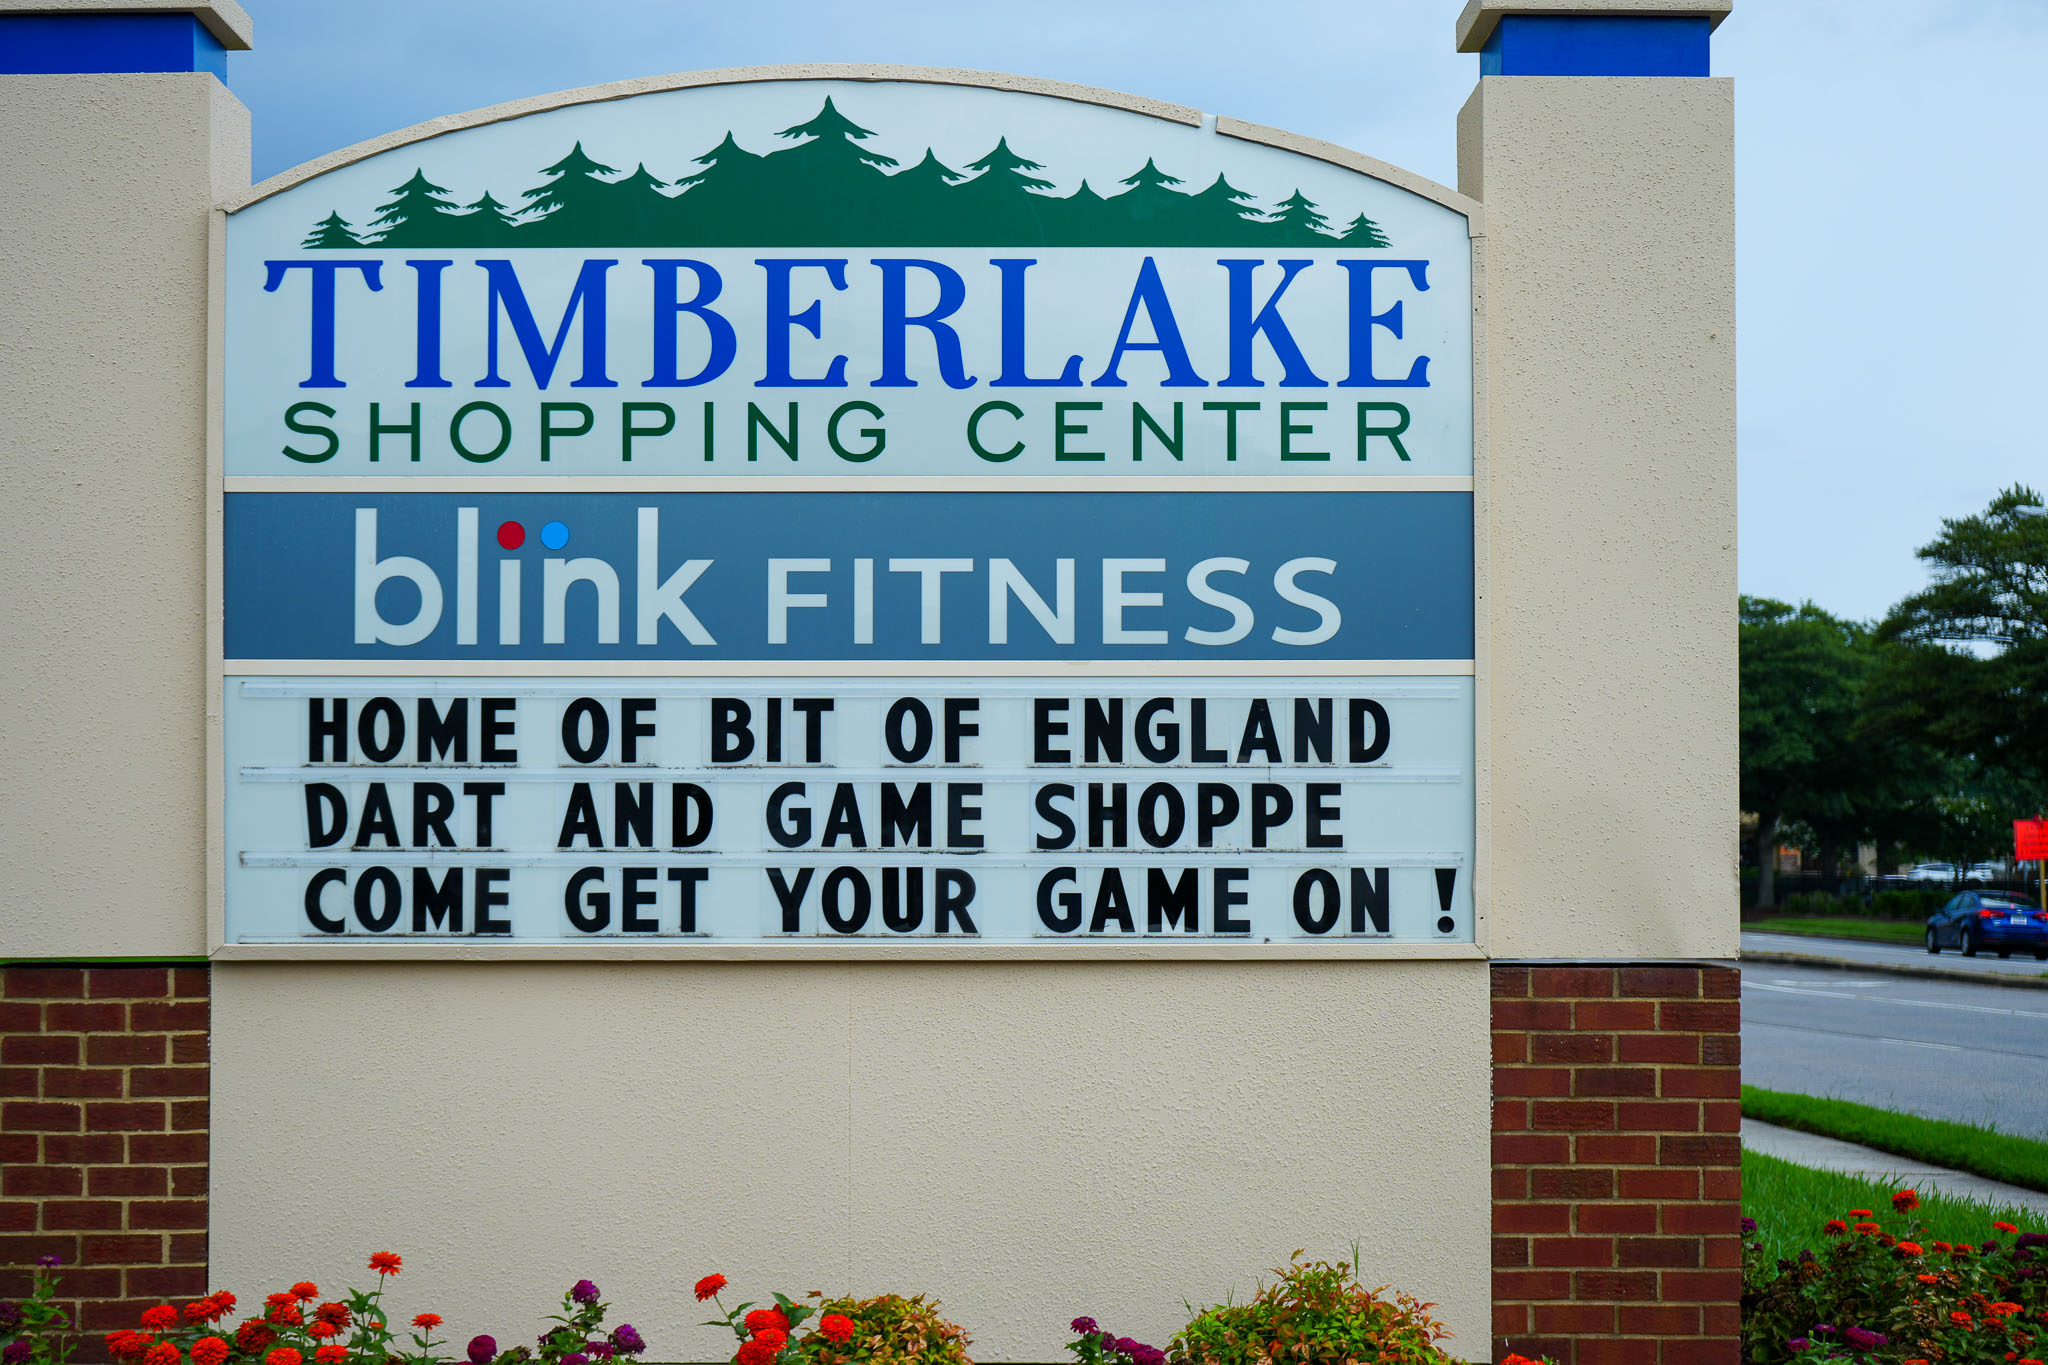 TIMBERLAKE
SHOPPING CENTER
blink FITNESS
HOME OF BIT OF ENGLAND
DART AND GAME SHOPPE
COME GET YOUR GAME ON !